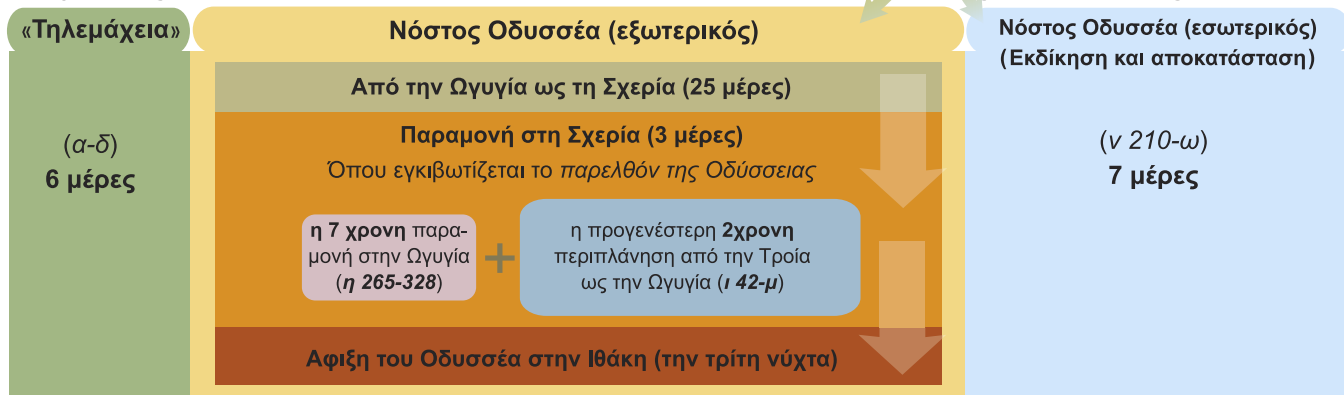 «Τηλεμάχεια»
(α-δ)
6 μέρες
Νόστος Οδυσσέα (εξωτερικός)
Από την Ωγυγία ως τη Σχερία (25 μέρες)
Παραμονή στη Σχερία (3 μέρες)
Όπου εγκιβωτίζεται το παρελθόν της Οδύσσειας
η 7 χρονη παρα-
μονή στην Ωγυγία
(η 265-328)
+
η προγενέστερη 2χρονη
περιπλάνηση από την Τροία
ως την Ωγυγία (ι 42-μ)
Αφιξη του Οδυσσέα στην Ιθάκη (την τρίτη νύχτα)
Νόστος Οδυσσέα (εσωτερικός)
(Εκδίκηση και αποκατάσταση)
(ν 210-ω)
7 μέρες